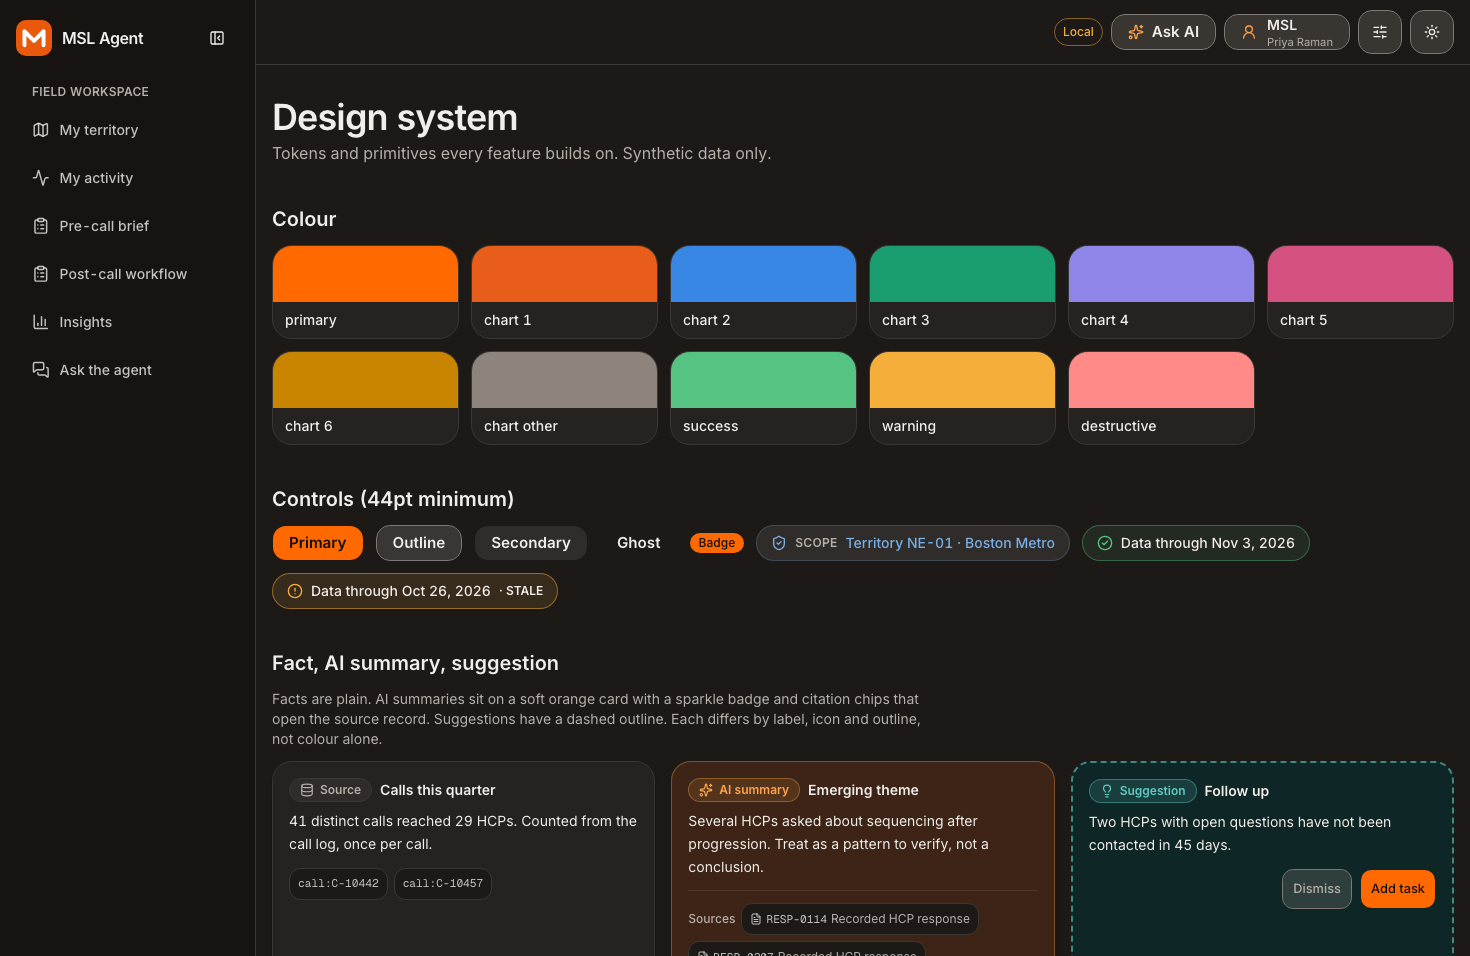 MSL Agent
Local
Ask AI
MSL
Priya Raman
FIELD WORKSPACE
My territory
My activity
Pre-call brief
Post-call workflow
Insights
Ask the agent
Design system
Tokens and primitives every feature builds on. Synthetic data only.
Colour
primary
chart 1
chart 2
chart 3
chart 4
chart 5
chart 6
chart other
success
warning
destructive
Controls (44pt minimum)
Primary
Outline
Secondary
Ghost
Badge
SCOPE Territory NE-01 · Boston Metro
Data through Nov 3, 2026
Data through Oct 26, 2026 · STALE
Fact, AI summary, suggestion
Facts are plain. AI summaries sit on a soft orange card with a sparkle badge and citation chips that
open the source record. Suggestions have a dashed outline. Each differs by label, icon and outline,
not colour alone.
Source Calls this quarter
41 distinct calls reached 29 HCPs. Counted from the
call log, once per call.
call:C-10442
call:C-10457
AI summary Emerging theme
Several HCPs asked about sequencing after
progression. Treat as a pattern to verify, not a
conclusion.
Sources RESP-0114 Recorded HCP response
RESP-0207 Recorded HCP response
Suggestion Follow up
Two HCPs with open questions have not been
contacted in 45 days.
Dismiss
Add task